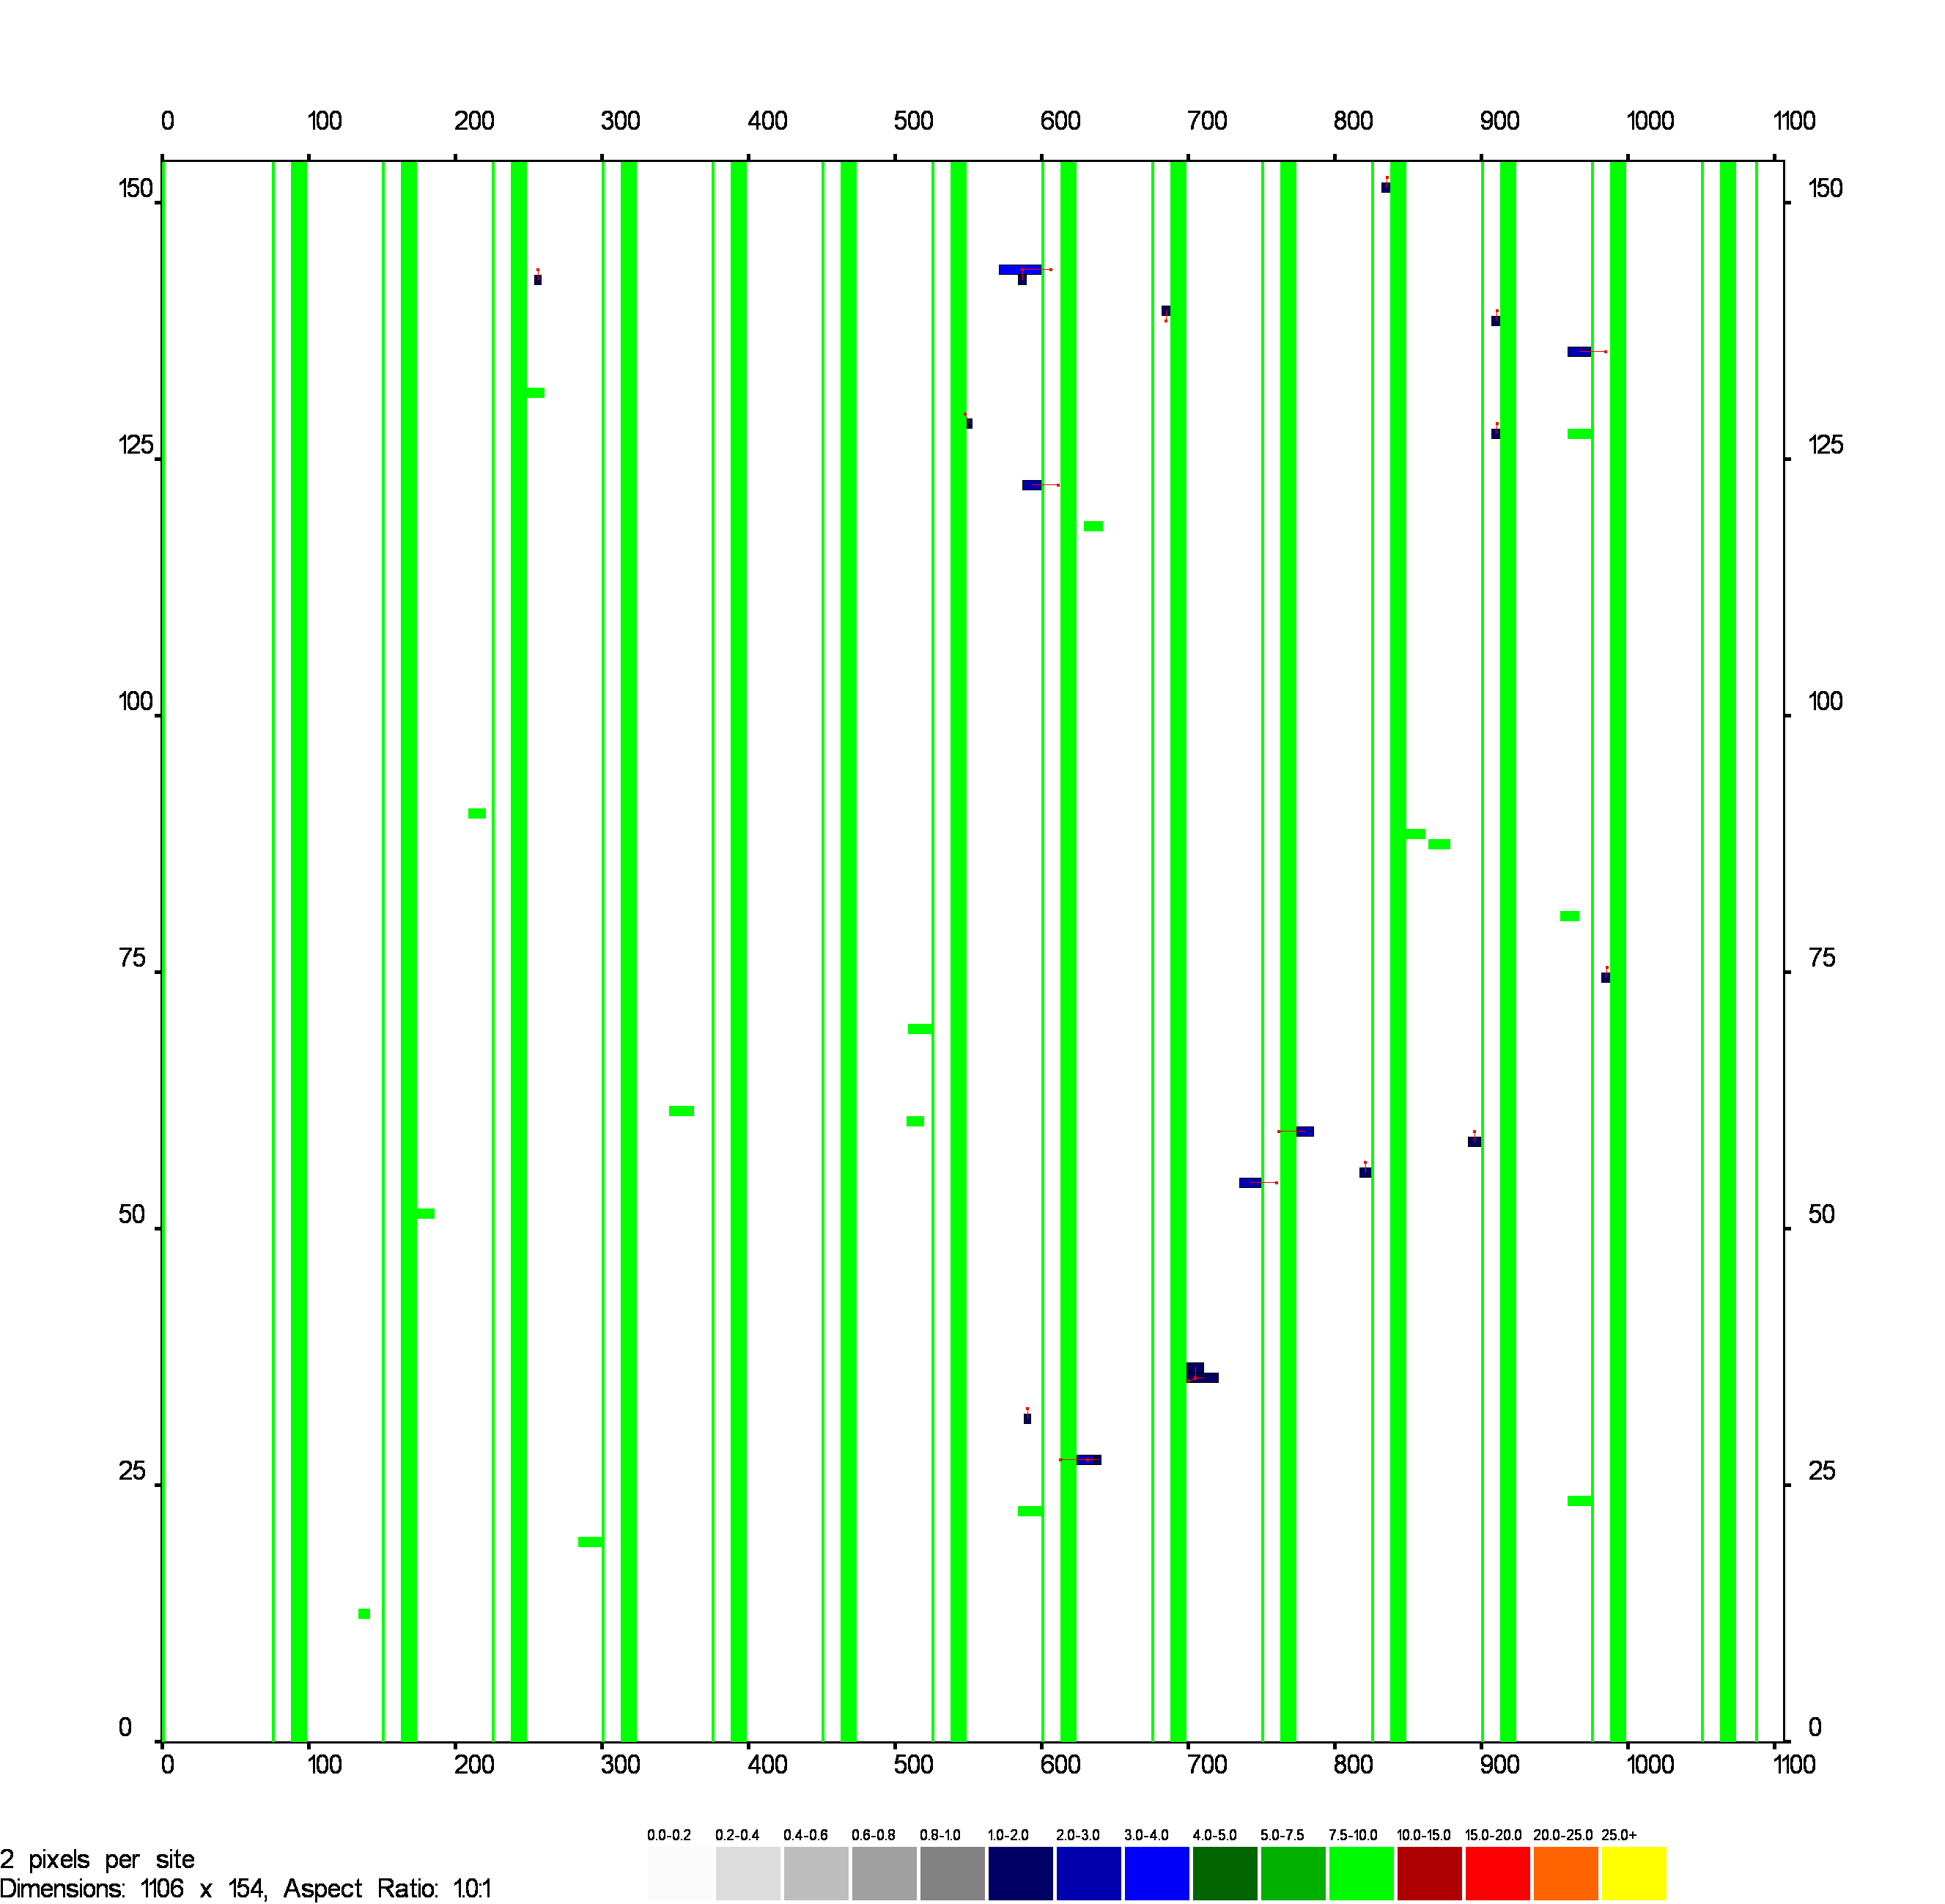 0 100 200 300 400 500 600 700 800 900 1000 1100
150 150
125 125
100 100
75 75
50 50
25 25
0 0
0 100 200 300 400 500 600 700 800 900 1000 1100
0.0-0.2 0.2-0.4 0.4-0.6 0.6-0.8 0.8-1.0 1.0-2.0 2.0-3.0 3.0-4.0 4.0-5.0 5.0-7.5 7.5-10.0 10.0-15.0 15.0-20.0 20.0-25.0 25.0+
2 pixels per site
Dimensions: 1106 x 154, Aspect Ratio: 1.0:1